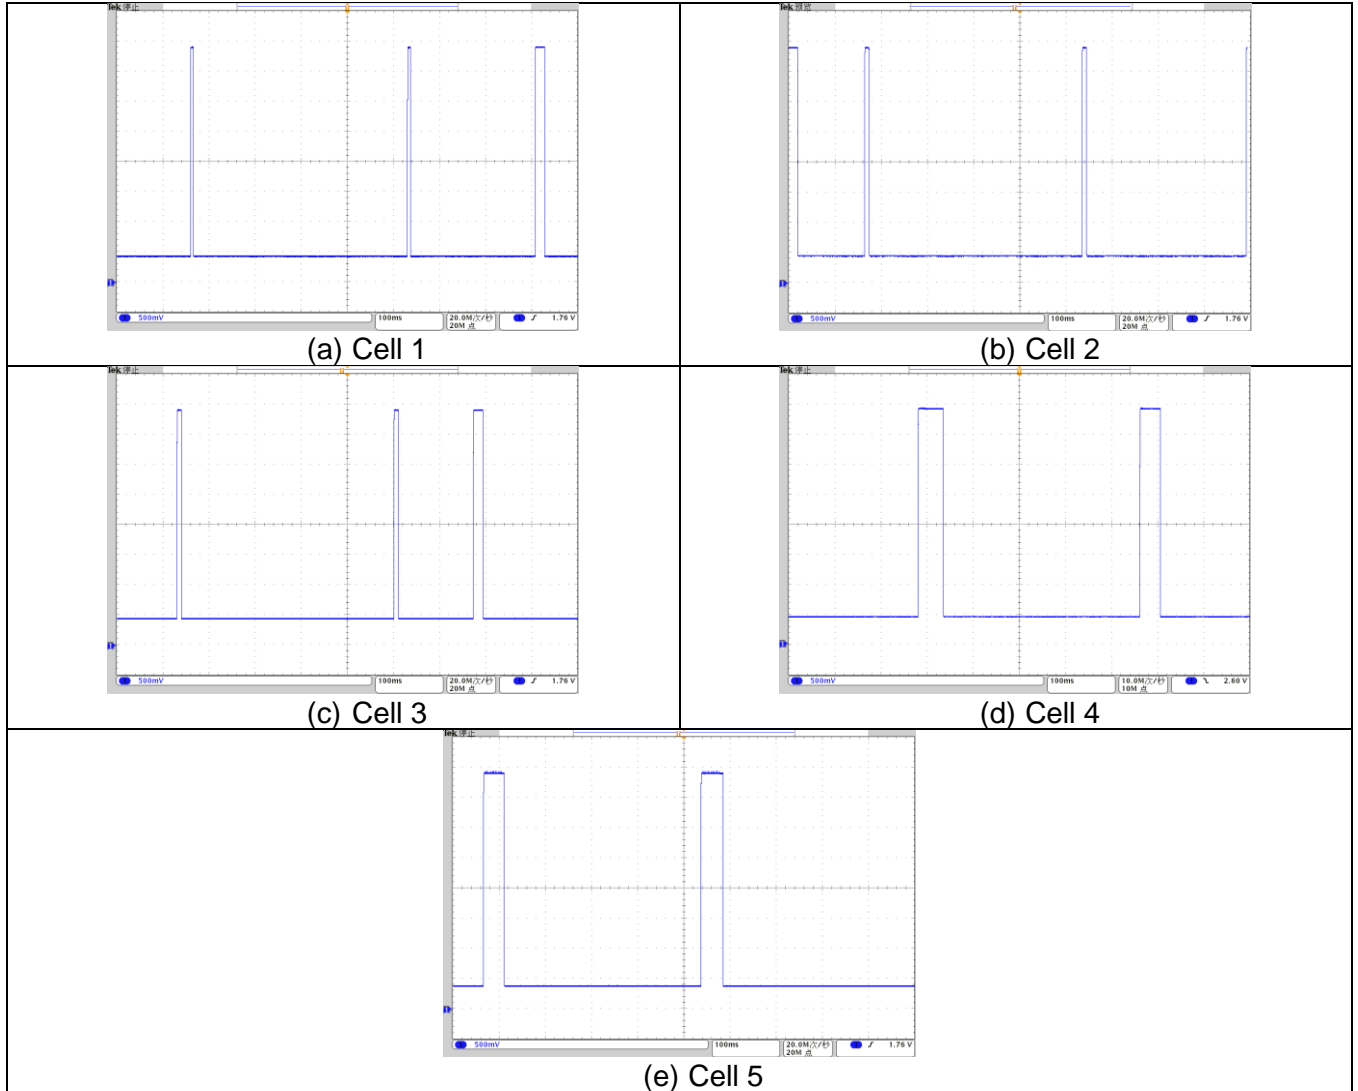 Tek 停止
500mV 100ms 20.0M次/秒 1.76 V
20M 点
(a) Cell 1
Tek 预览
500mV 100ms 20.0M次/秒 1.76 V
20M 点
(b) Cell 2
Tek 停止
500mV 100ms 20.0M次/秒 1.76 V
20M 点
(c) Cell 3
Tek 停止
500mV 100ms 10.0M次/秒 2.60 V
10M 点
(d) Cell 4
Tek 停止
500mV 100ms 20.0M次/秒 1.76 V
20M 点
(e) Cell 5